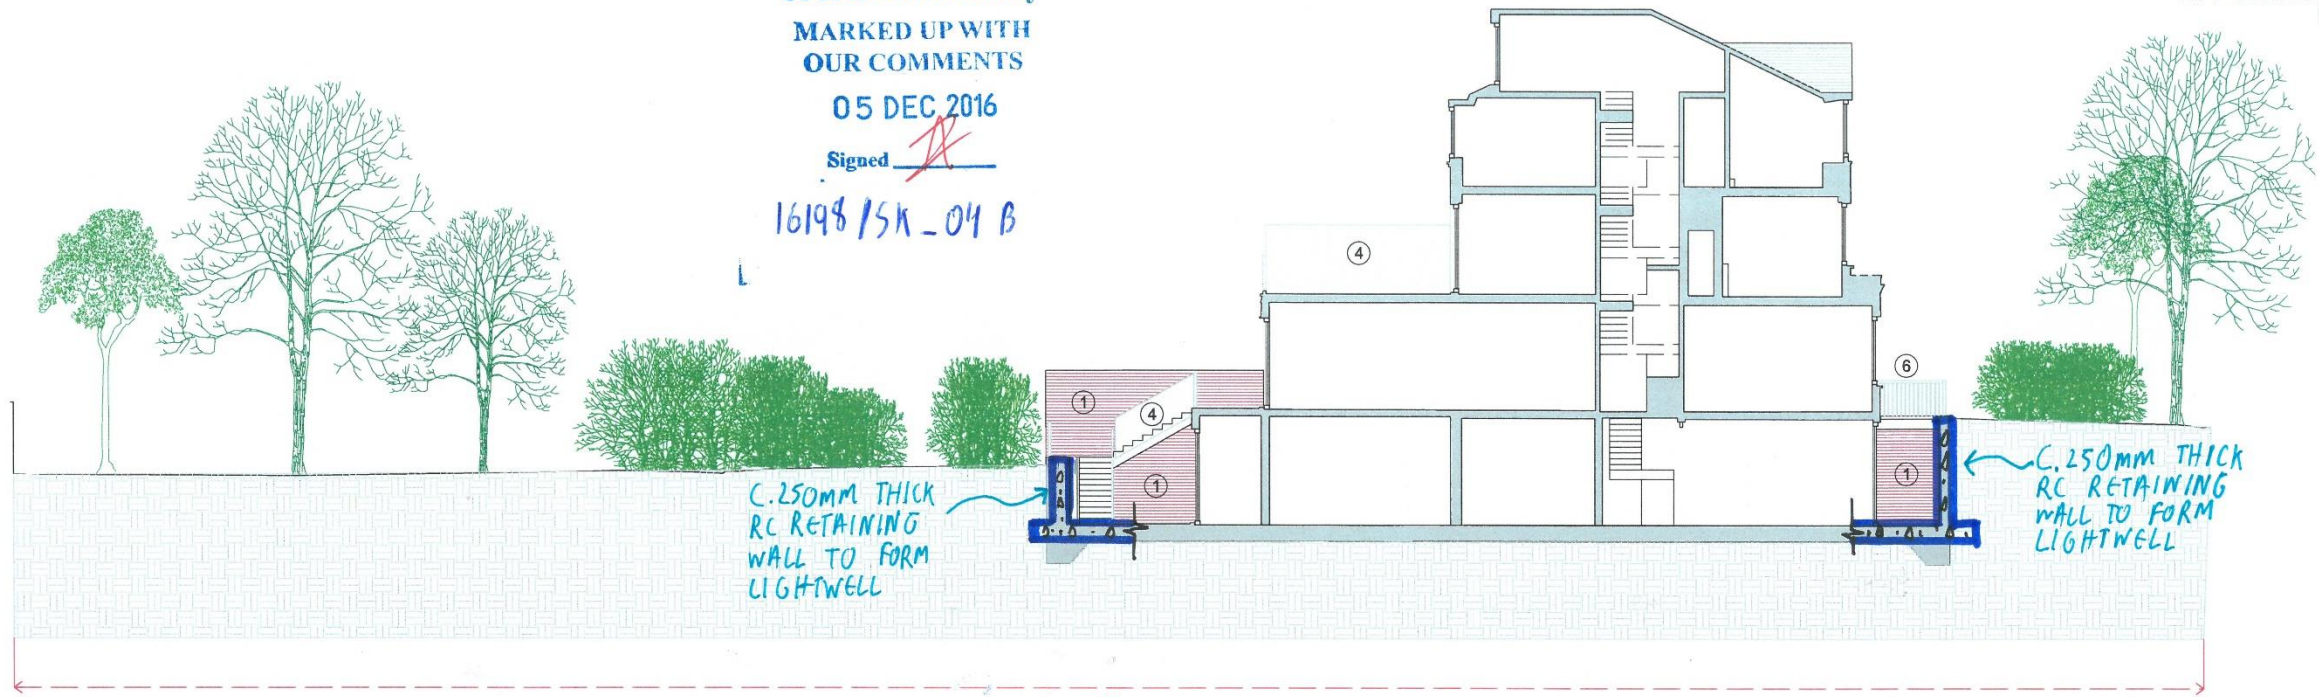 MARKED UP WITH
OUR COMMENTS
05 DEC 2016
Signed
16198/SK_04 B
4
6
1
4
1
1
C.250mm THICK
RC RETAINING
WALL TO FORM
LIGHTWELL
C.250mm THICK
RC RETAINING
WALL TO FORM
LIGHTWELL